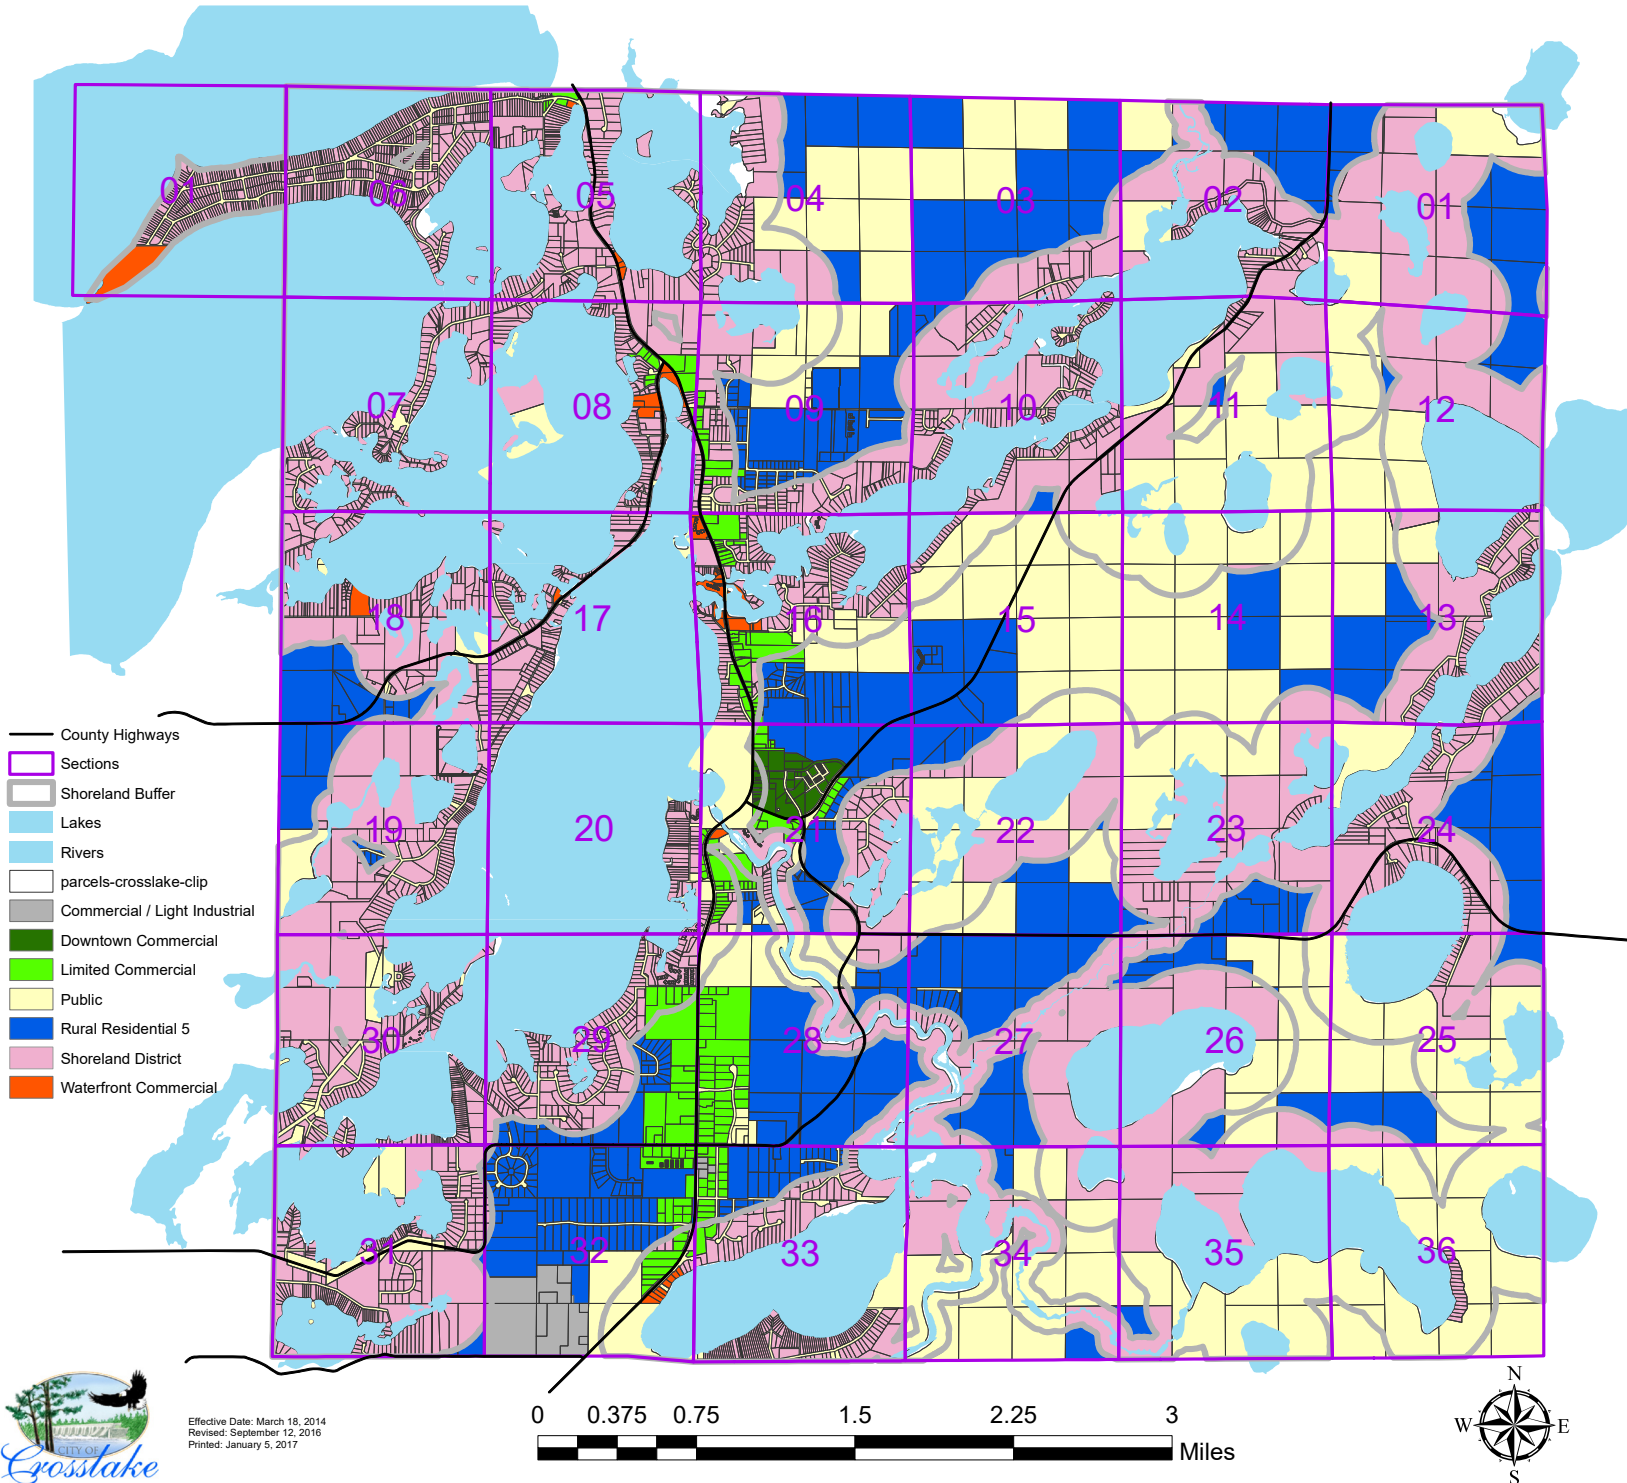 01
06
05
04
03
02
01
07
08
09
10
11
12
18
17
16
15
14
13
19
20
21
22
23
24
30
29
28
27
26
25
31
32
33
34
35
36
County Highways
Sections
Shoreland Buffer
Lakes
Rivers
parcels-crosslake-clip
Commercial / Light Industrial
Downtown Commercial
Limited Commercial
Public
Rural Residential 5
Shoreland District
Waterfront Commercial
CITY OF
Crosslake
Effective Date: March 18, 2014
Revised: September 12, 2016
Printed: January 5, 2017
0 0.375 0.75 1.5 2.25 3
Miles
N
W E
S